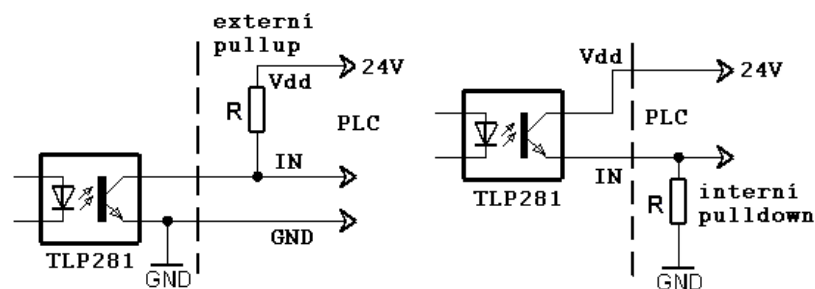 externí
pullup
Vdd
24V
R
PLC
IN
GND
TLP281
GND
Vdd
24V
PLC
IN
TLP281
R
interní
pulldown
GND